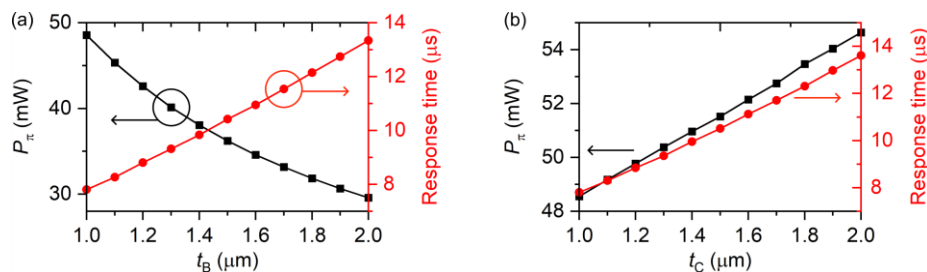 (a)
50
40
30
P_π (mW)
14
12
10
8
Response time (μs)
1.0 1.2 1.4 1.6 1.8 2.0
t_B (μm)
(b)
54
52
50
48
P_π (mW)
14
12
10
8
Response time (μs)
1.0 1.2 1.4 1.6 1.8 2.0
t_C (μm)